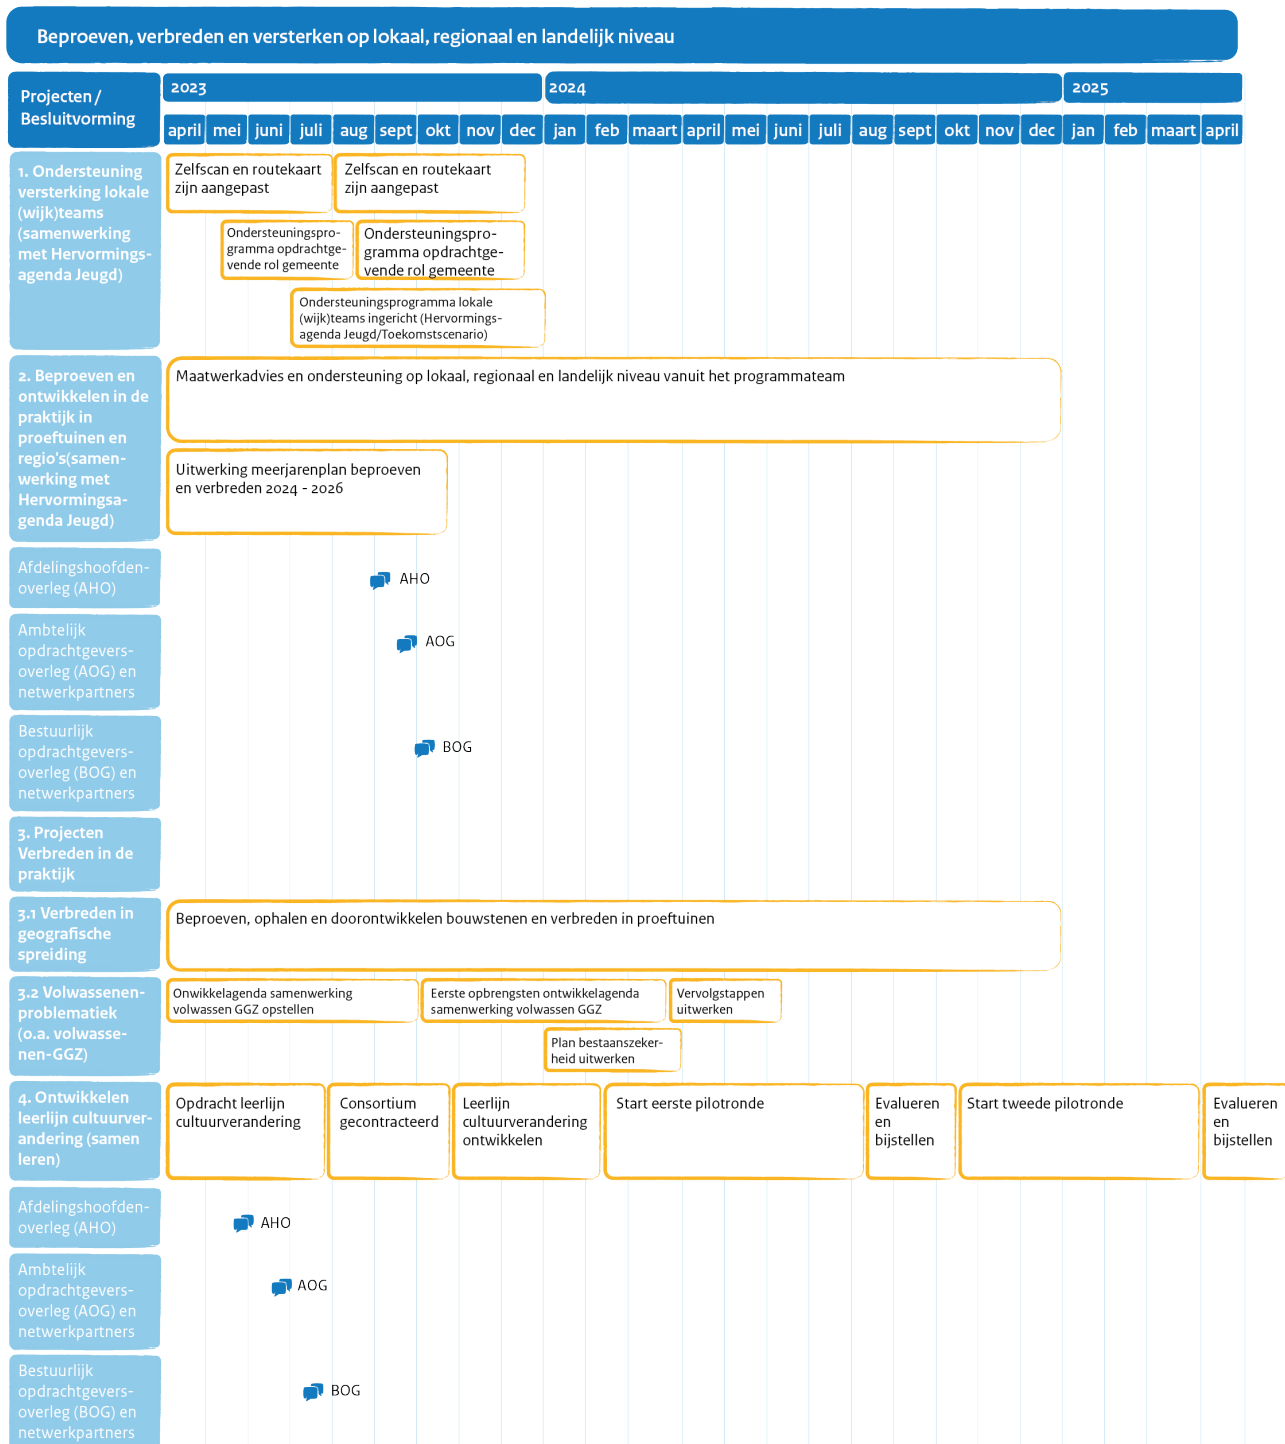 Beproeven, verbreden en versterken op lokaal, regionaal en landelijk niveau
Projecten /
Besluitvorming
2023
2024
2025
april mei juni juli aug sept okt nov dec jan feb maart april mei juni juli aug sept okt nov dec jan feb maart april
1. Ondersteuning
versterking lokale
(wijk)teams
(samenwerking
met Hervormings-
agenda Jeugd)
Zelfscan en routekaart
zijn aangepast
Zelfscan en routekaart
zijn aangepast
Ondersteuningspro-
gramma opdrachtge-
vende rol gemeente
Ondersteuningspro-
gramma opdrachtge-
vende rol gemeente
Ondersteuningsprogramma lokale
(wijk)teams ingericht (Hervormings-
agenda Jeugd/Toekomstscenario)
2. Beproeven en
ontwikkelen in de
praktijk in
proeftuinen en
regio's(samen-
werking met
Hervormingsa-
genda Jeugd)
Maatwerkadvies en ondersteuning op lokaal, regionaal en landelijk niveau vanuit het programmateam
Uitwerking meerjarenplan beproeven
en verbreden 2024 - 2026
Afdelingshoofden-
overleg (AHO)
AHO
Ambtelijk
opdrachtgevers-
overleg (AOG) en
netwerkpartners
AOG
Bestuurlijk
opdrachtgevers-
overleg (BOG) en
netwerkpartners
BOG
3. Projecten
Verbreden in de
praktijk
3.1 Verbreden in
geografische
spreiding
Beproeven, ophalen en doorontwikkelen bouwstenen en verbreden in proeftuinen
3.2 Volwassenen-
problematiek
(o.a. volwasse-
nen-GGZ)
Onwikkelagenda samenwerking
volwassen GGZ opstellen
Eerste opbrengsten ontwikkelagenda
samenwerking volwassen GGZ
Vervolgstappen
uitwerken
Plan bestaanszeker-
heid uitwerken
4. Ontwikkelen
leerlijn cultuurver-
andering (samen
leren)
Opdracht leerlijn
cultuurverandering
Consortium
gecontracteerd
Leerlijn
cultuurverandering
ontwikkelen
Start eerste pilotronde
Evalueren
en
bijstellen
Start tweede pilotronde
Evalueren
en
bijstellen
Afdelingshoofden-
overleg (AHO)
AHO
Ambtelijk
opdrachtgevers-
overleg (AOG) en
netwerkpartners
AOG
Bestuurlijk
opdrachtgevers-
overleg (BOG) en
netwerkpartners
BOG